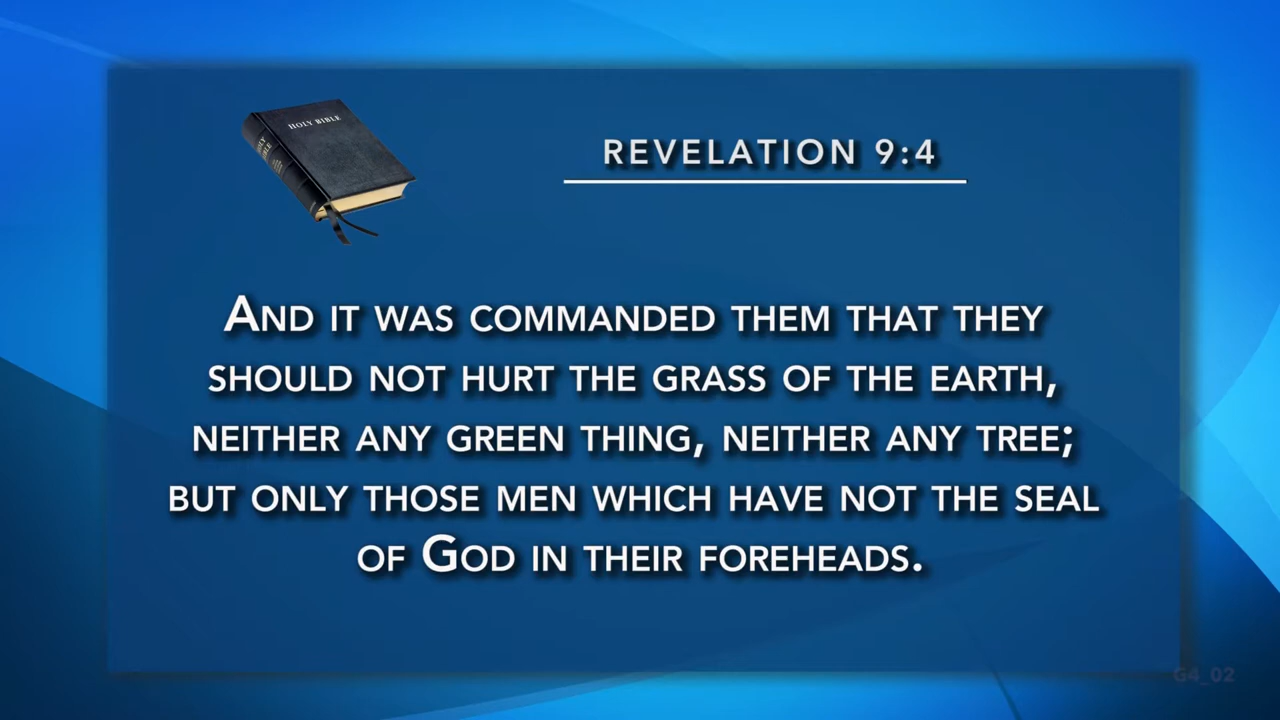 HOLY BIBLE
HOLY BIBLE
REVELATION 9:4
AND IT WAS COMMANDED THEM THAT THEY
SHOULD NOT HURT THE GRASS OF THE EARTH,
NEITHER ANY GREEN THING, NEITHER ANY TREE;
BUT ONLY THOSE MEN WHICH HAVE NOT THE SEAL
OF GOD IN THEIR FOREHEADS.
G4_02